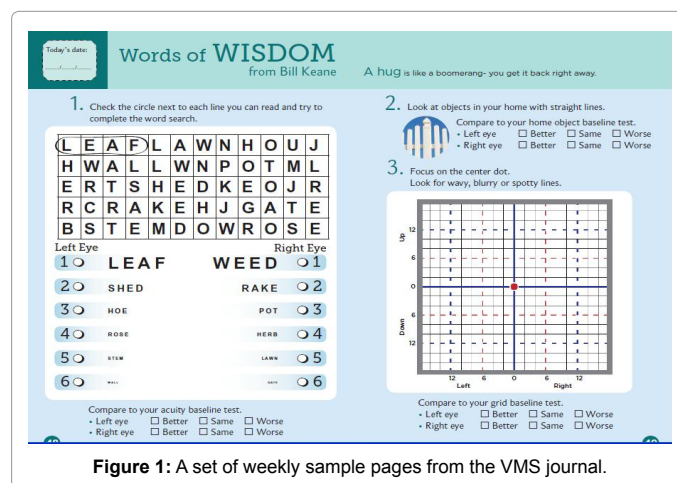 Today's date:
___/___/___
Words of WISDOM
from Bill Keane
A hug is like a boomerang- you get it back right away.
1. Check the circle next to each line you can read and try to
complete the word search.
L E A F L A W N H O U J
H W A L L W N P O T M L
E R T S H E D K E O J R
R C R A K E H J G A T E
B S T E M D O W R O S E
Left Eye Right Eye
1 LEAF WEED 1
2 SHED RAKE 2
3 HOE POT 3
4 ROSE HERB 4
5 STEM LAWN 5
6 WALL 6
Compare to your acuity baseline test.
• Left eye Better Same Worse
• Right eye Better Same Worse
2. Look at objects in your home with straight lines.
Compare to your home object baseline test.
• Left eye Better Same Worse
• Right eye Better Same Worse
3. Focus on the center dot.
Look for wavy, blurry or spotty lines.
Up
12
6
0
6
12
Down
12 6 0 6 12
Left Right
Compare to your grid baseline test.
• Left eye Better Same Worse
• Right eye Better Same Worse
Figure 1: A set of weekly sample pages from the VMS journal.